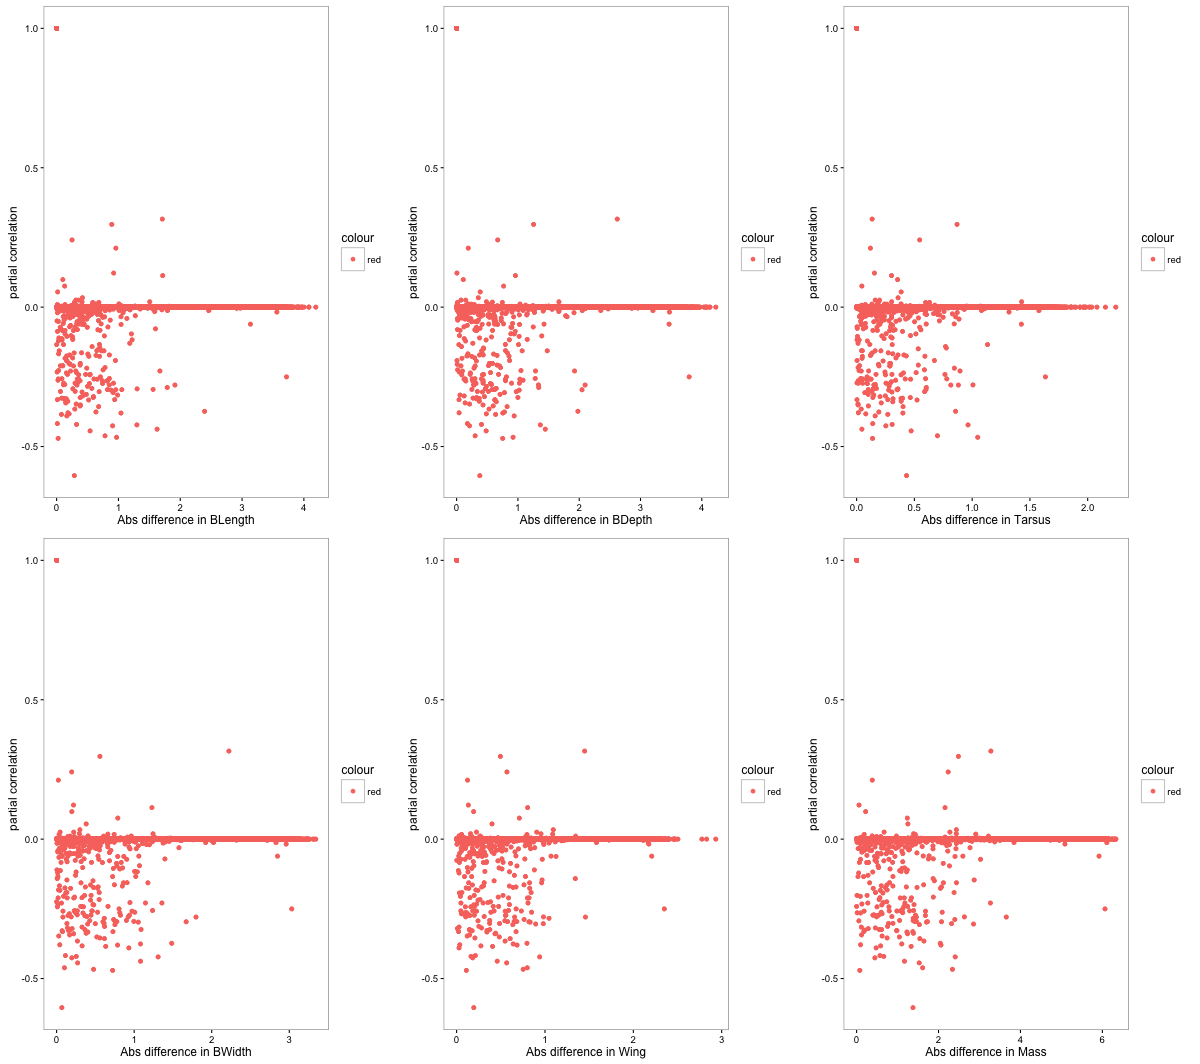 1.0
0.5
0.0
-0.5
partial correlation
0
1
2
3
4
Abs difference in BLength
colour
red
1.0
0.5
0.0
-0.5
partial correlation
0
1
2
4
Abs difference in BDepth
colour
red
1.0
0.5
0.0
-0.5
partial correlation
0.0
0.5
1.0
1.5
2.0
Abs difference in Tarsus
colour
red
1.0
0.5
0.0
-0.5
partial correlation
0
1
2
3
Abs difference in BWidth
colour
red
1.0
0.5
0.0
-0.5
partial correlation
0
1
2
3
Abs difference in Wing
colour
red
1.0
0.5
0.0
-0.5
partial correlation
0
2
4
6
Abs difference in Mass
colour
red